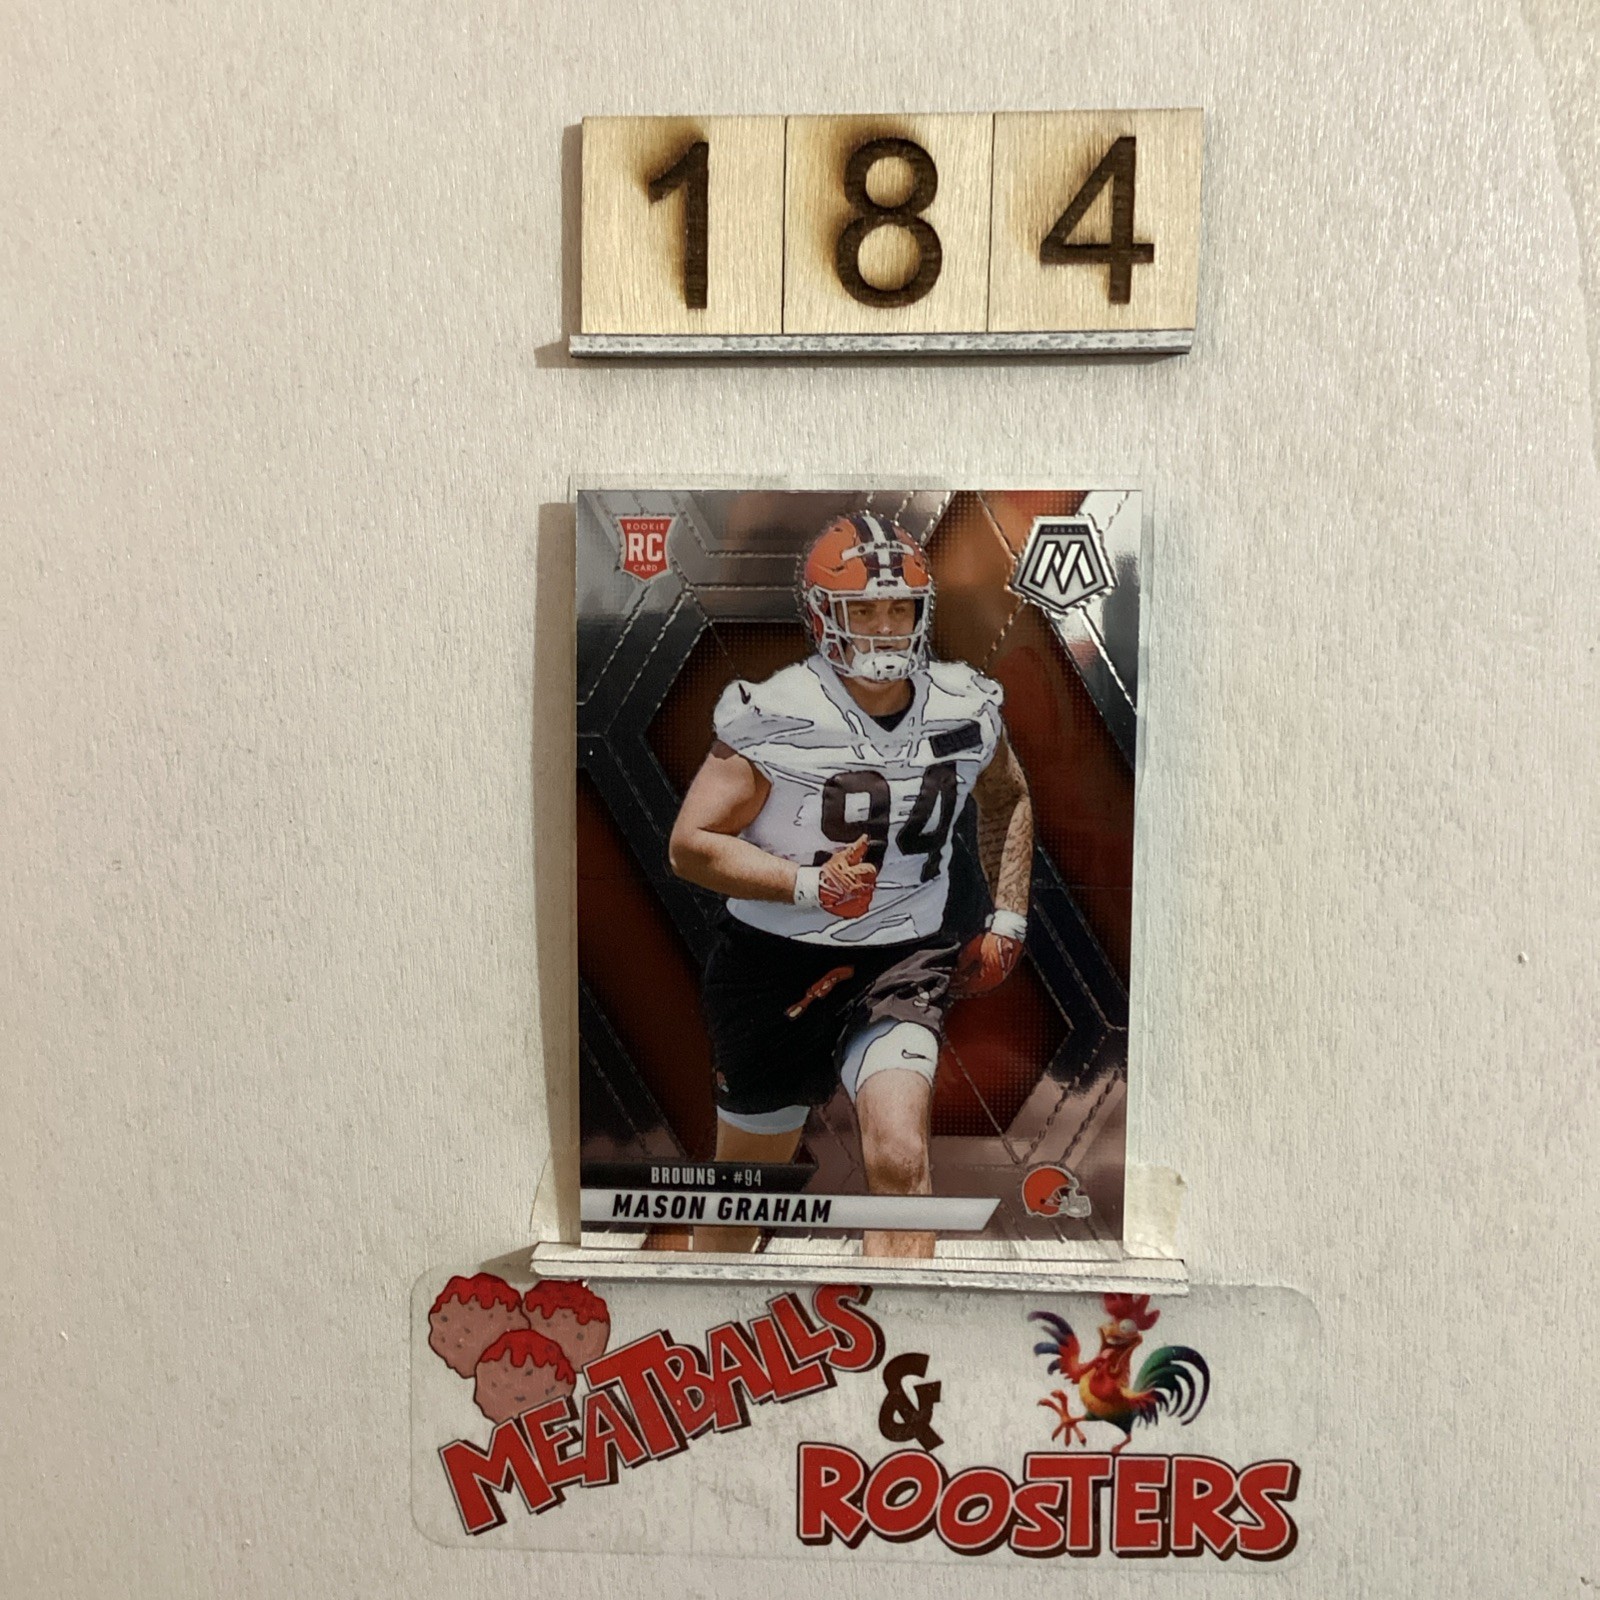 184
ROOKIE
RC
CARD
MOSAIC
M
94
BROWNS • #94
MASON GRAHAM
MEATBALLS
&
ROOSTERS